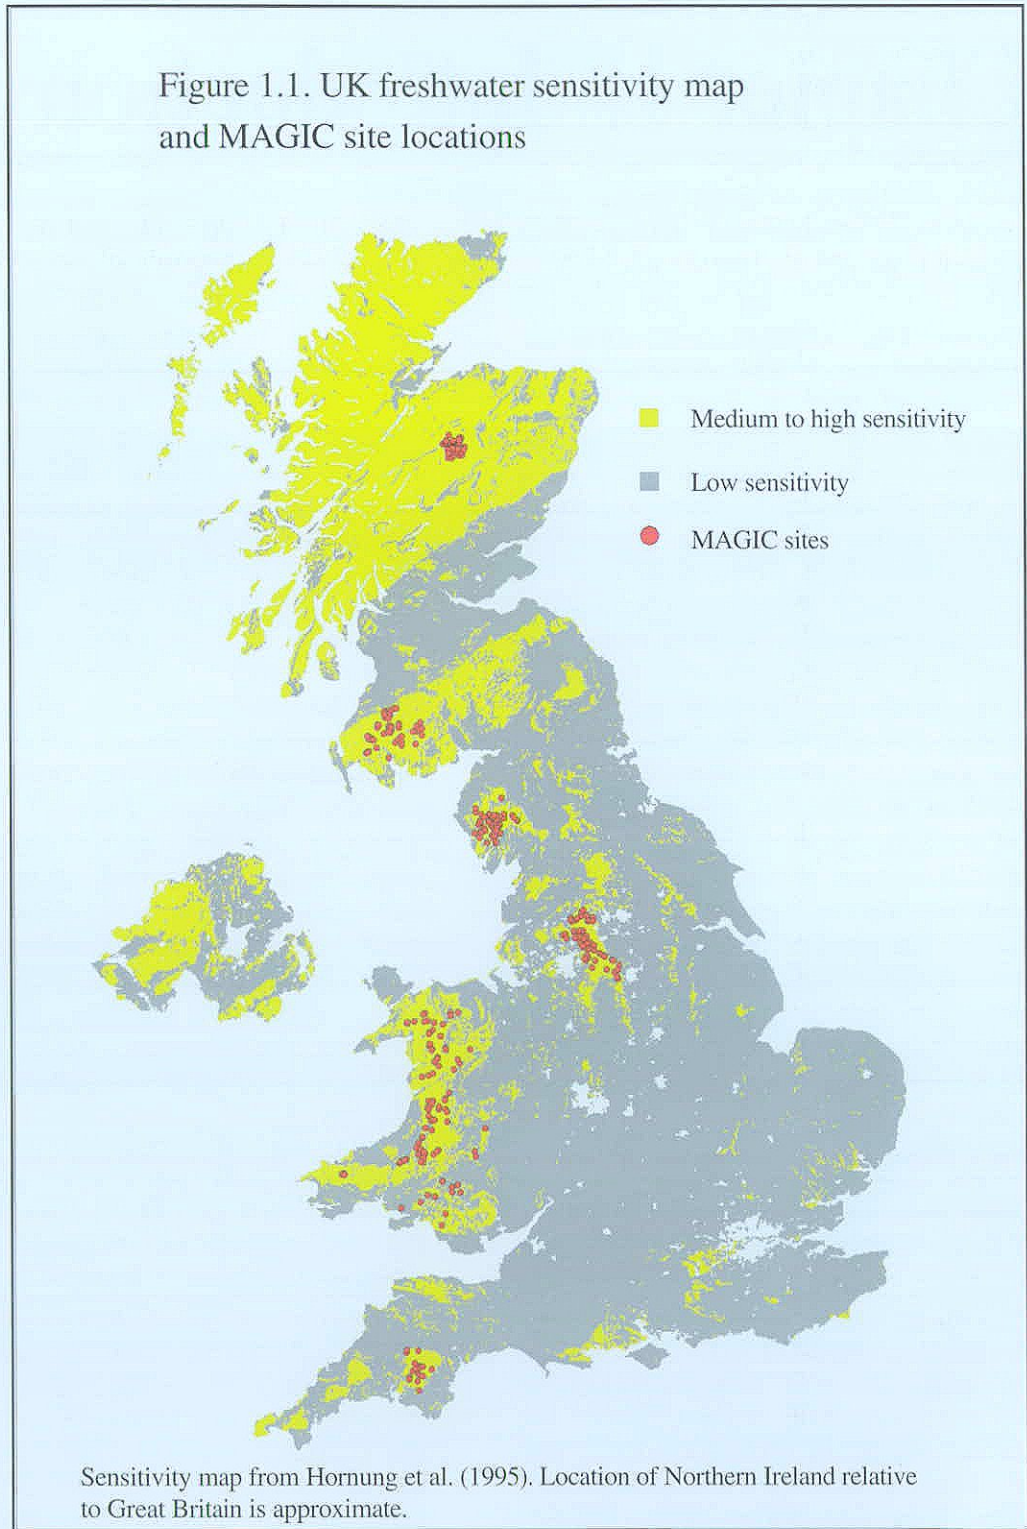 Figure 1.1. UK freshwater sensitivity map
and MAGIC site locations
Medium to high sensitivity
Low sensitivity
MAGIC sites
Sensitivity map from Hornung et al. (1995). Location of Northern Ireland relative
to Great Britain is approximate.